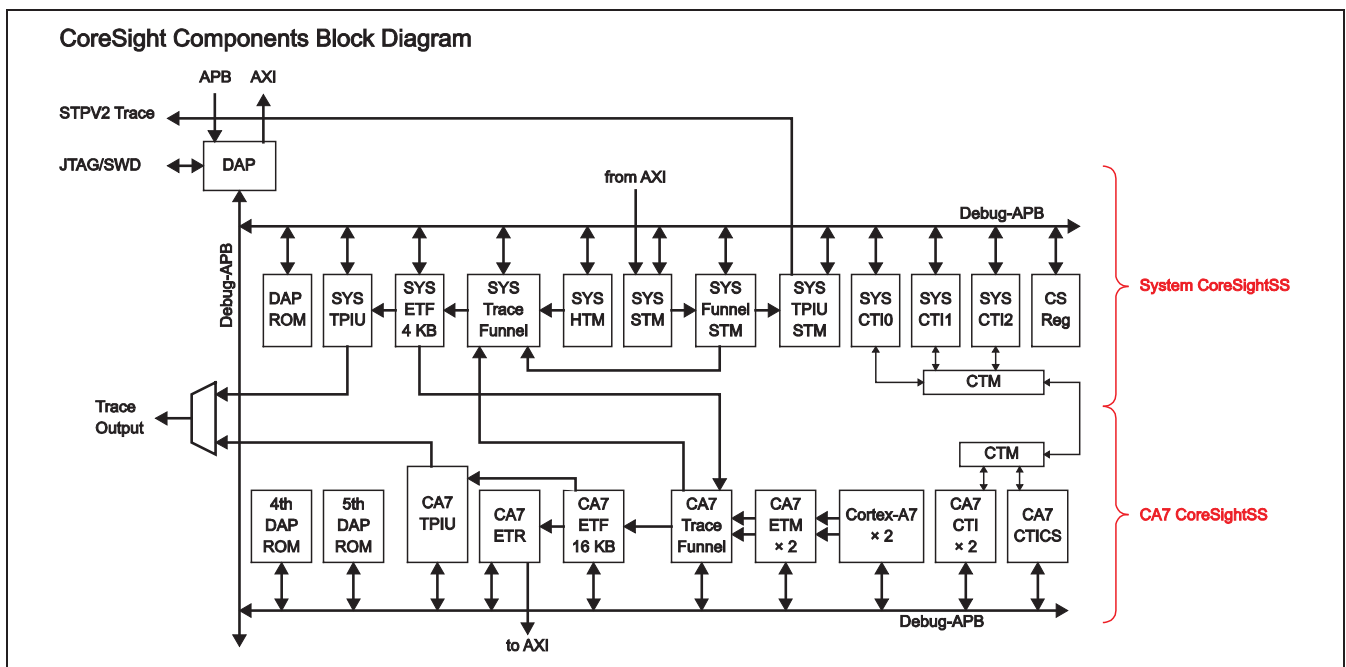 CoreSight Components Block Diagram
APB
AXI
STPV2 Trace
JTAG/SWD
DAP
from AXI
Debug-APB
Debug-APB
DAP
ROM
SYS
TPIU
SYS
ETF
4 KB
SYS
Trace
Funnel
SYS
HTM
SYS
STM
SYS
Funnel
STM
SYS
TPIU
STM
SYS
CTI0
SYS
CTI1
SYS
CTI2
CS
Reg
System CoreSightSS
CTM
Trace
Output
CTM
4th
DAP
ROM
5th
DAP
ROM
CA7
TPIU
CA7
ETR
CA7
ETF
16 KB
CA7
Trace
Funnel
CA7
ETM
× 2
Cortex-A7
× 2
CA7
CTI
× 2
CA7
CTICS
CA7 CoreSightSS
Debug-APB
to AXI